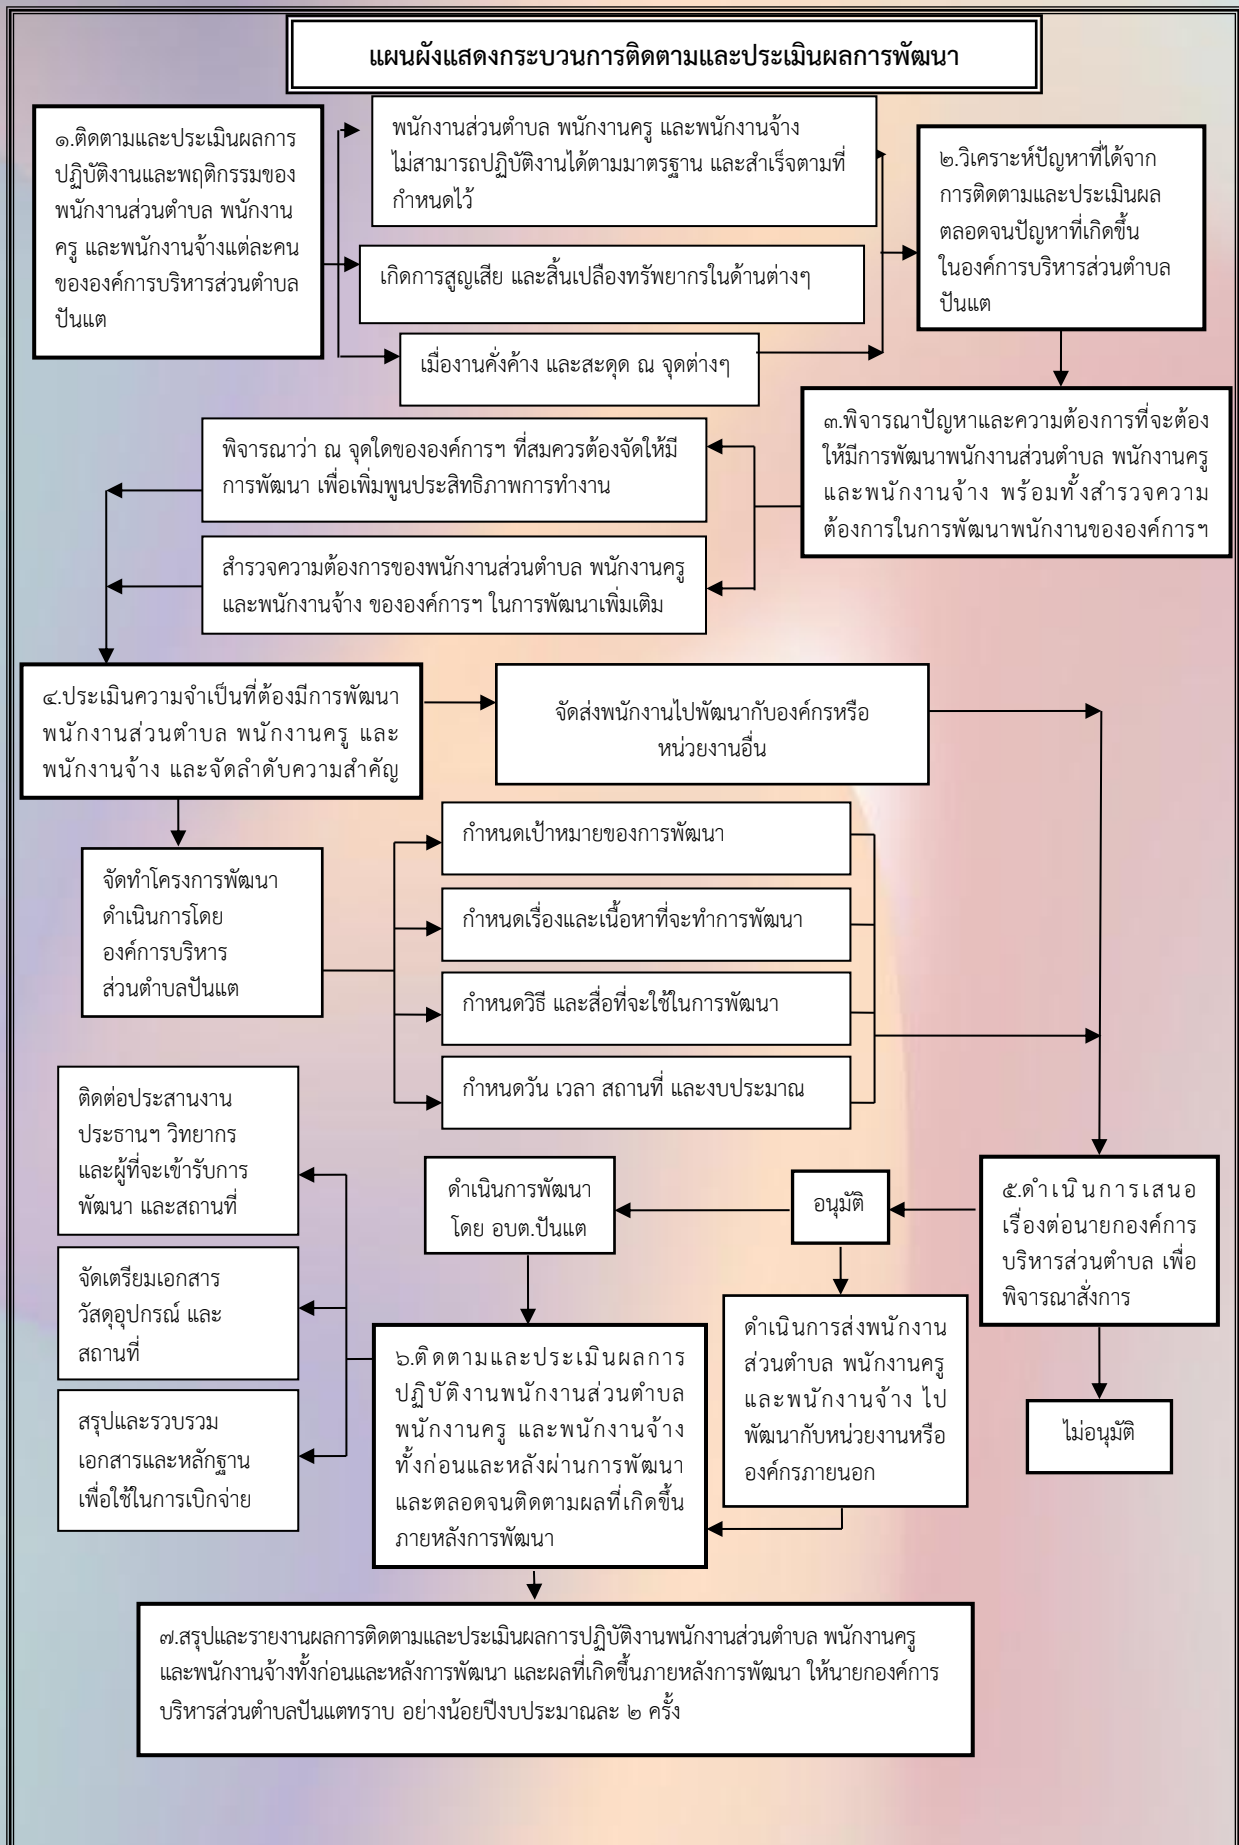 แผนผังแสดงกระบวนการติดตามและประเมินผลการพัฒนา
๑.ติดตามและประเมินผลการ
ปฏิบัติงานและพฤติกรรมของ
พนักงานส่วนตำบล พนักงาน
ครู และพนักงานจ้างแต่ละคน
ขององค์การบริหารส่วนตำบล
ปันแต
พนักงานส่วนตำบล พนักงานครู และพนักงานจ้าง
ไม่สามารถปฏิบัติงานได้ตามมาตรฐาน และสำเร็จตามที่
กำหนดไว้
เกิดการสูญเสีย และสิ้นเปลืองทรัพยากรในด้านต่างๆ
เมื่องานคั่งค้าง และสะดุด ณ จุดต่างๆ
๒.วิเคราะห์ปัญหาที่ได้จาก
การติดตามและประเมินผล
ตลอดจนปัญหาที่เกิดขึ้น
ในองค์การบริหารส่วนตำบล
ปันแต
๓.พิจารณาปัญหาและความต้องการที่จะต้อง
ให้มีการพัฒนาพนักงานส่วนตำบล พนักงานครู
และพนักงานจ้าง พร้อมทั้งสำรวจความ
ต้องการในการพัฒนาพนักงานขององค์การฯ
พิจารณาว่า ณ จุดใดขององค์การฯ ที่สมควรต้องจัดให้มี
การพัฒนา เพื่อเพิ่มพูนประสิทธิภาพการทำงาน
สำรวจความต้องการของพนักงานส่วนตำบล พนักงานครู
และพนักงานจ้าง ขององค์การฯ ในการพัฒนาเพิ่มเติม
๔.ประเมินความจำเป็นที่ต้องมีการพัฒนา
พนักงานส่วนตำบล พนักงานครู และ
พนักงานจ้าง และจัดลำดับความสำคัญ
จัดส่งพนักงานไปพัฒนากับองค์กรหรือ
หน่วยงานอื่น
จัดทำโครงการพัฒนา
ดำเนินการโดย
องค์การบริหาร
ส่วนตำบลปันแต
กำหนดเป้าหมายของการพัฒนา
กำหนดเรื่องและเนื้อหาที่จะทำการพัฒนา
กำหนดวิธี และสื่อที่จะใช้ในการพัฒนา
กำหนดวัน เวลา สถานที่ และงบประมาณ
๕.ดำเนินการเสนอ
เรื่องต่อนายกองค์การ
บริหารส่วนตำบล เพื่อ
พิจารณาสั่งการ
อนุมัติ
ไม่อนุมัติ
ดำเนินการพัฒนา
โดย อบต.ปันแต
ดำเนินการส่งพนักงาน
ส่วนตำบล พนักงานครู
และพนักงานจ้าง ไป
พัฒนากับหน่วยงานหรือ
องค์กรภายนอก
๖.ติดตามและประเมินผลการ
ปฏิบัติงานพนักงานส่วนตำบล
พนักงานครู และพนักงานจ้าง
ทั้งก่อนและหลังผ่านการพัฒนา
และตลอดจนติดตามผลที่เกิดขึ้น
ภายหลังการพัฒนา
ติดต่อประสานงาน
ประธานฯ วิทยากร
และผู้ที่จะเข้ารับการ
พัฒนา และสถานที่
จัดเตรียมเอกสาร
วัสดุอุปกรณ์ และ
สถานที่
สรุปและรวบรวม
เอกสารและหลักฐาน
เพื่อใช้ในการเบิกจ่าย
๗.สรุปและรายงานผลการติดตามและประเมินผลการปฏิบัติงานพนักงานส่วนตำบล พนักงานครู
และพนักงานจ้างทั้งก่อนและหลังการพัฒนา และผลที่เกิดขึ้นภายหลังการพัฒนา ให้นายกองค์การ
บริหารส่วนตำบลปันแตทราบ อย่างน้อยปีงบประมาณละ ๒ ครั้ง